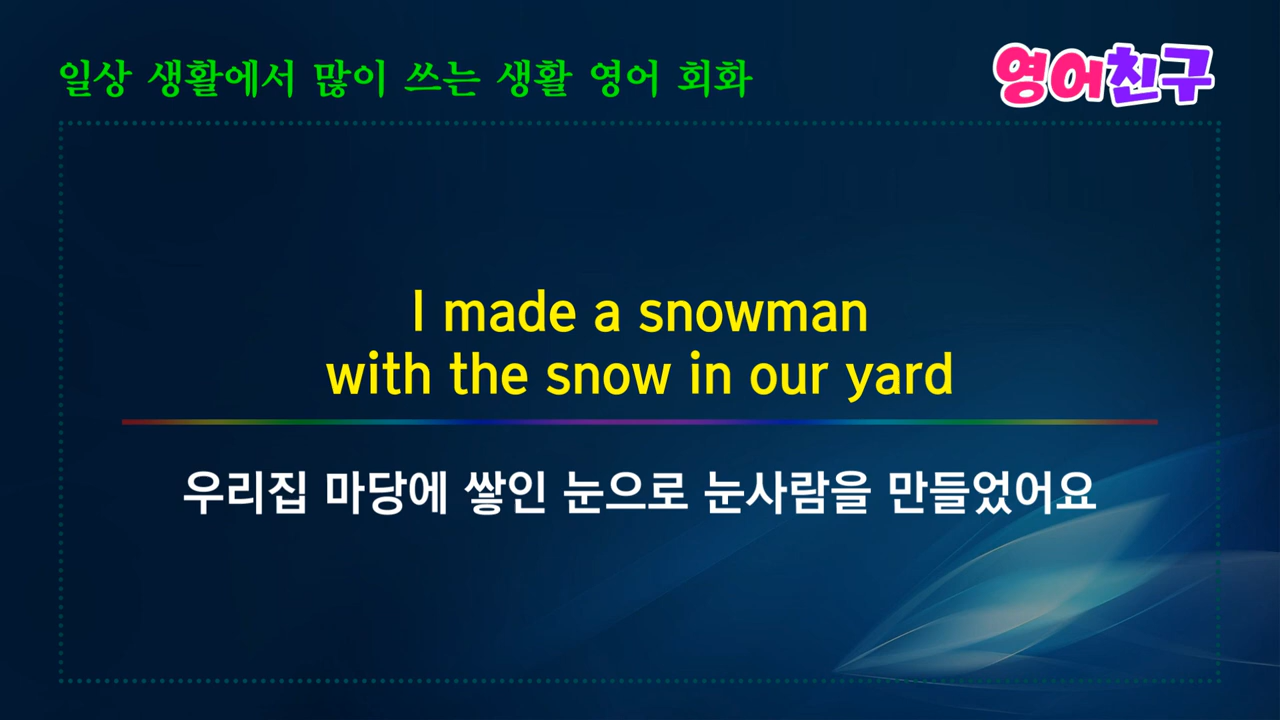 일상 생활에서 많이 쓰는 생활 영어 회화
영어친구
I made a snowman
with the snow in our yard
우리집 마당에 쌓인 눈으로 눈사람을 만들었어요